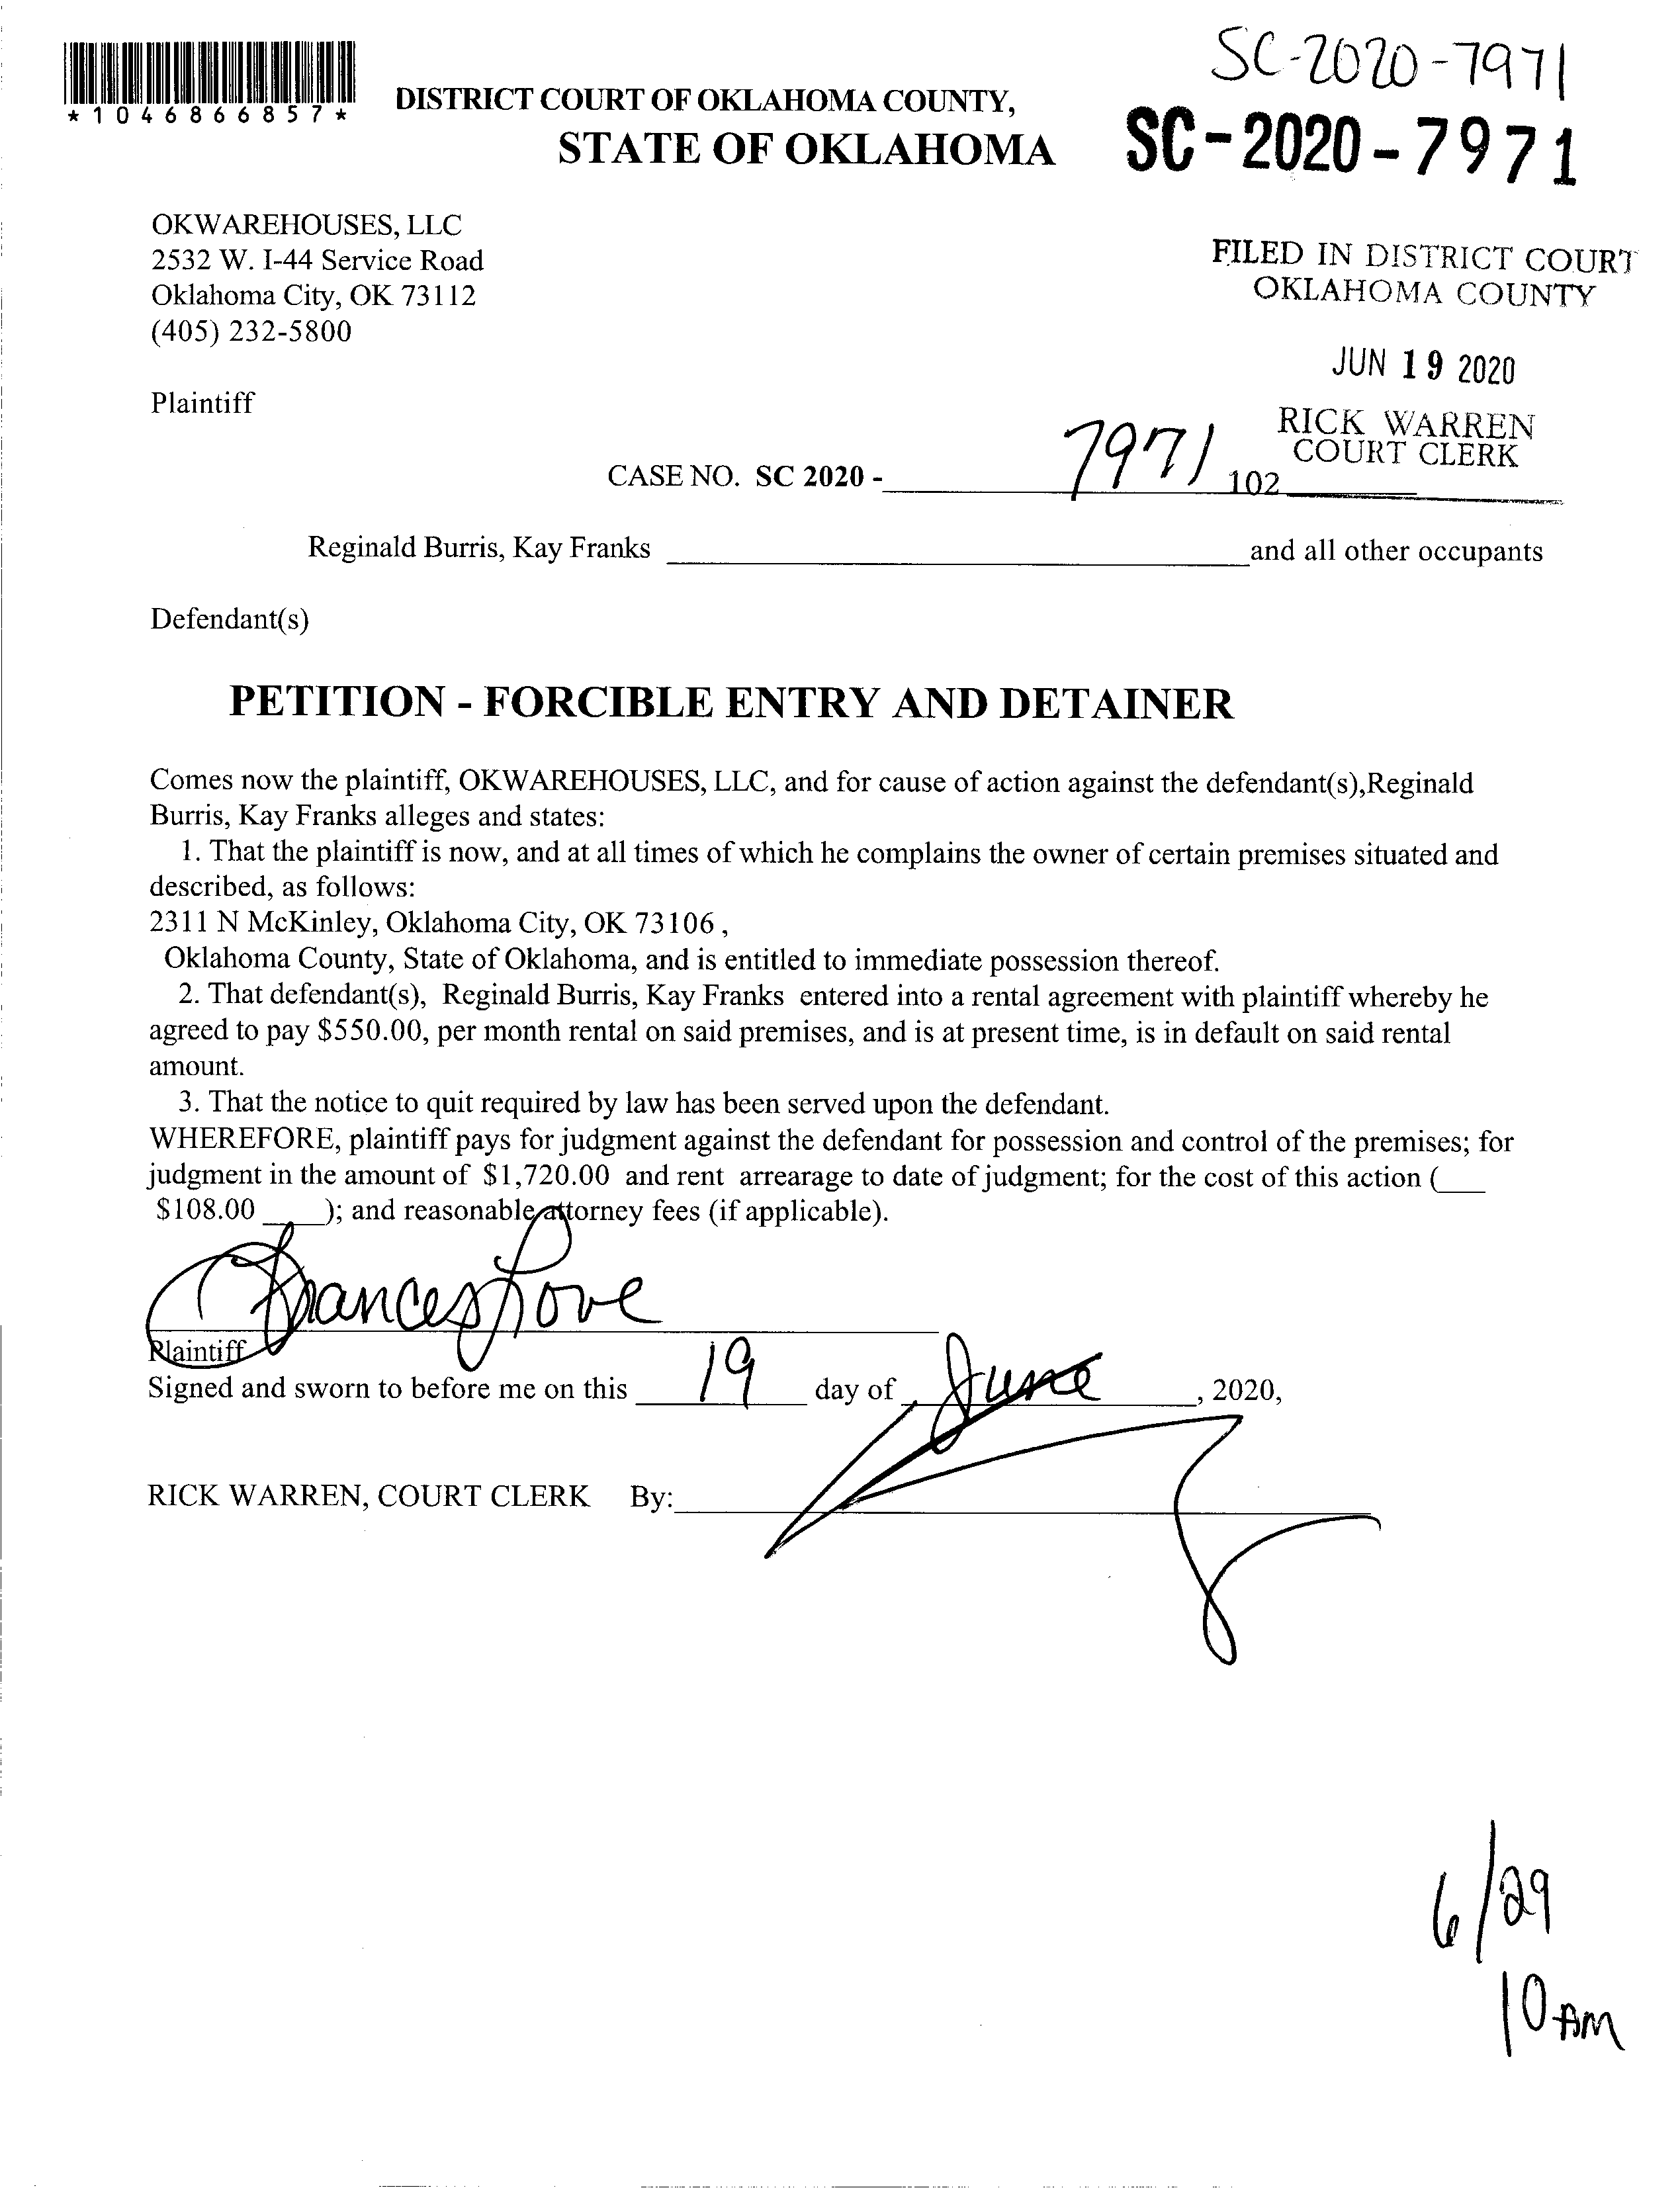 SC-2020-7971
*1046866857*
DISTRICT COURT OF OKLAHOMA COUNTY,
STATE OF OKLAHOMA
SC-2020-7971
OKWAREHOUSES, LLC
2532 W. I-44 Service Road
Oklahoma City, OK 73112
(405) 232-5800
FILED IN DISTRICT COURT
OKLAHOMA COUNTY
JUN 19 2020
Plaintiff
RICK WARREN
COURT CLERK
CASE NO. SC 2020 - 7971 102
Reginald Burris, Kay Franks and all other occupants
Defendant(s)
PETITION - FORCIBLE ENTRY AND DETAINER
Comes now the plaintiff, OKWAREHOUSES, LLC, and for cause of action against the defendant(s),Reginald
Burris, Kay Franks alleges and states:
1. That the plaintiff is now, and at all times of which he complains the owner of certain premises situated and
described, as follows:
2311 N McKinley, Oklahoma City, OK 73106 ,
Oklahoma County, State of Oklahoma, and is entitled to immediate possession thereof.
2. That defendant(s), Reginald Burris, Kay Franks entered into a rental agreement with plaintiff whereby he
agreed to pay $550.00, per month rental on said premises, and is at present time, is in default on said rental
amount.
3. That the notice to quit required by law has been served upon the defendant.
WHEREFORE, plaintiff pays for judgment against the defendant for possession and control of the premises; for
judgment in the amount of $1,720.00 and rent arrearage to date of judgment; for the cost of this action (___
$108.00 ____); and reasonable attorney fees (if applicable).
Frances Love
Plaintiff
Signed and sworn to before me on this 19 day of June, 2020,
RICK WARREN, COURT CLERK By:
6/29
10 AM